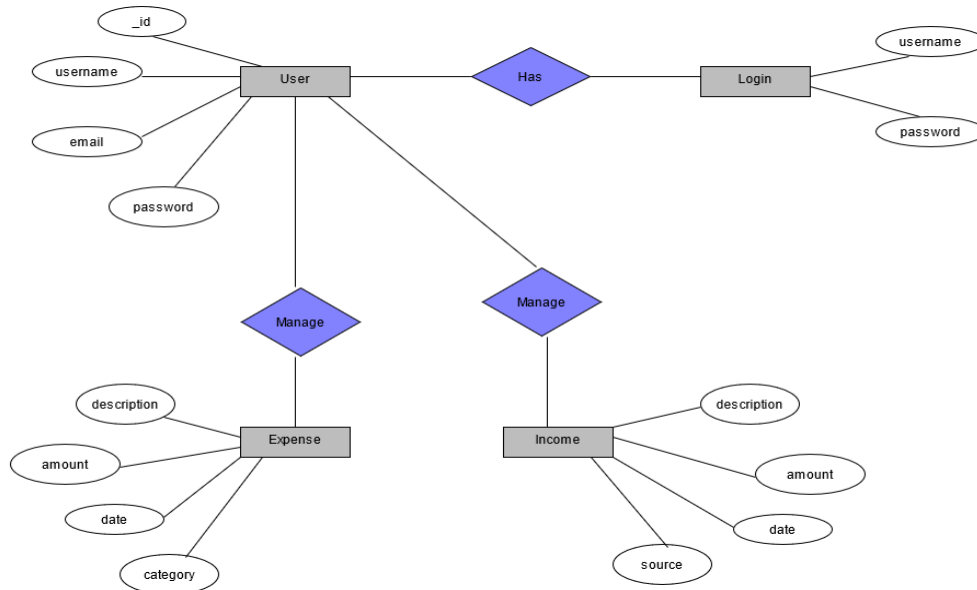 _id
username
User
Has
Login
username
email
password
password
Manage
Manage
description
description
Expense
Income
amount
amount
date
date
category
source